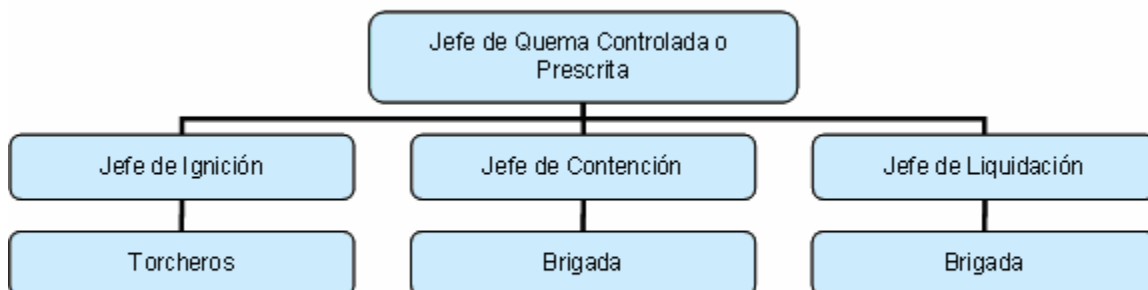 Jefe de Quema Controlada o
Prescrita
Jefe de Ignición
Jefe de Contención
Jefe de Liquidación
Torcheros
Brigada
Brigada